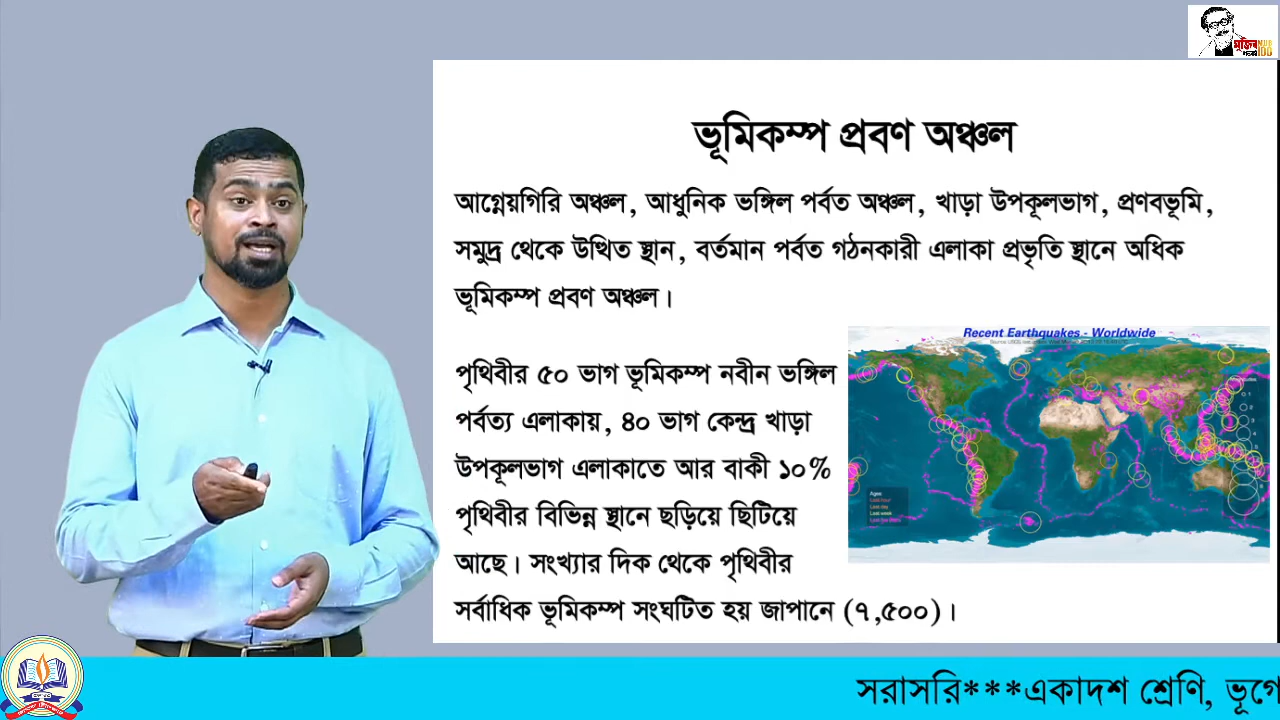 ভূমিকম্প প্রবণ অঞ্চল
আগ্নেয়গিরি অঞ্চল, আধুনিক ভঙ্গিল পর্বত অঞ্চল, খাড়া উপকূলভাগ, প্রণবভূমি,
সমুদ্র থেকে উত্থিত স্থান, বর্তমান পর্বত গঠনকারী এলাকা প্রভৃতি স্থানে অধিক
ভূমিকম্প প্রবণ অঞ্চল।
Recent Earthquakes - Worldwide
পৃথিবীর ৫০ ভাগ ভূমিকম্প নবীন ভঙ্গিল
পর্বত্য এলাকায়, ৪০ ভাগ কেন্দ্র খাড়া
উপকূলভাগ এলাকাতে আর বাকী ১০%
পৃথিবীর বিভিন্ন স্থানে ছড়িয়ে ছিটিয়ে
আছে। সংখ্যার দিক থেকে পৃথিবীর
সর্বাধিক ভূমিকম্প সংঘটিত হয় জাপানে (৭,৫০০)।
সরাসরি***একাদশ শ্রেণি, ভূগো